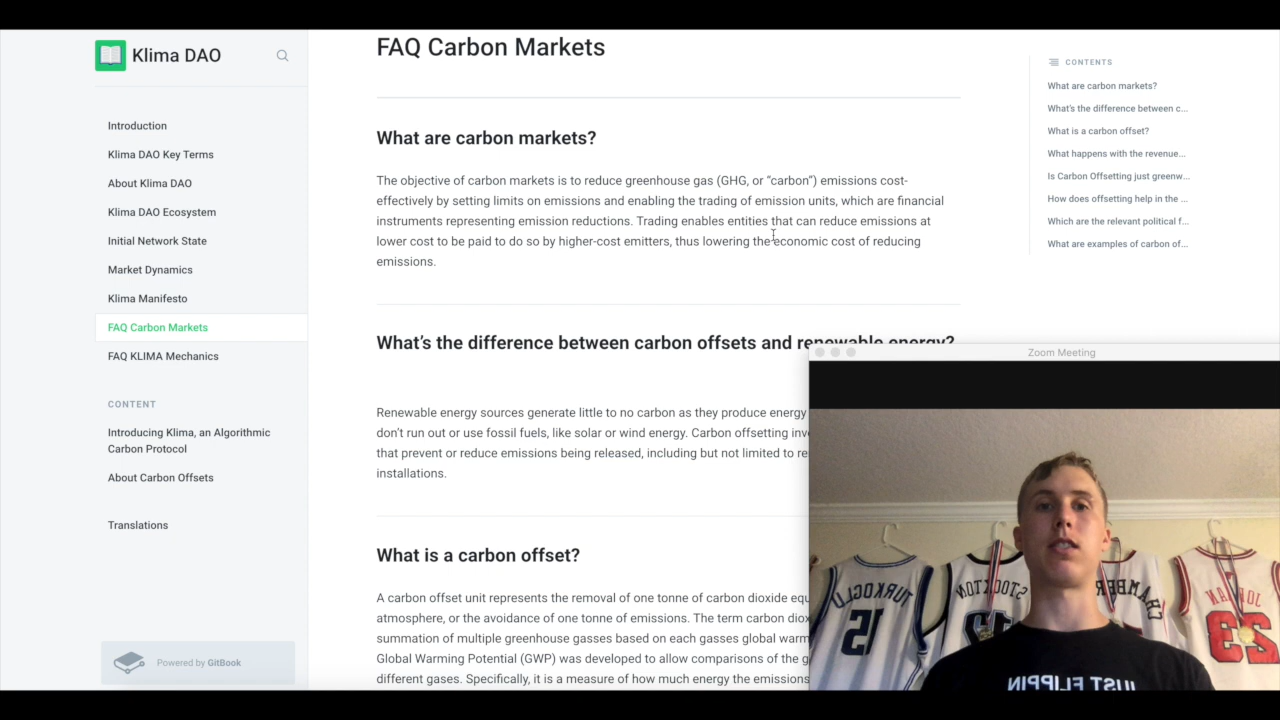 Klima DAO
Introduction
Klima DAO Key Terms
About Klima DAO
Klima DAO Ecosystem
Initial Network State
Market Dynamics
Klima Manifesto
FAQ Carbon Markets
FAQ KLIMA Mechanics
CONTENT
Introducing Klima, an Algorithmic
Carbon Protocol
About Carbon Offsets
Translations
Powered by GitBook
FAQ Carbon Markets
What are carbon markets?
The objective of carbon markets is to reduce greenhouse gas (GHG, or “carbon”) emissions cost-
effectively by setting limits on emissions and enabling the trading of emission units, which are financial
instruments representing emission reductions. Trading enables entities that can reduce emissions at
lower cost to be paid to do so by higher-cost emitters, thus lowering the economic cost of reducing
emissions.
What’s the difference between carbon offsets and renewable energy?
Renewable energy sources generate little to no carbon as they produce energy
don’t run out or use fossil fuels, like solar or wind energy. Carbon offsetting inv
that prevent or reduce emissions being released, including but not limited to re
installations.
What is a carbon offset?
A carbon offset unit represents the removal of one tonne of carbon dioxide equ
atmosphere, or the avoidance of one tonne of emissions. The term carbon diox
summation of multiple greenhouse gasses based on each gasses global warm
Global Warming Potential (GWP) was developed to allow comparisons of the g
different gases. Specifically, it is a measure of how much energy the emissions
CONTENTS
What are carbon markets?
What's the difference between c...
What is a carbon offset?
What happens with the revenue...
Is Carbon Offsetting just greenw...
How does offsetting help in the ...
Which are the relevant political f...
What are examples of carbon of...
Zoom Meeting
TURKOGLU
15
STOCKTON
JORDAN
23
JUST FLIPPIN